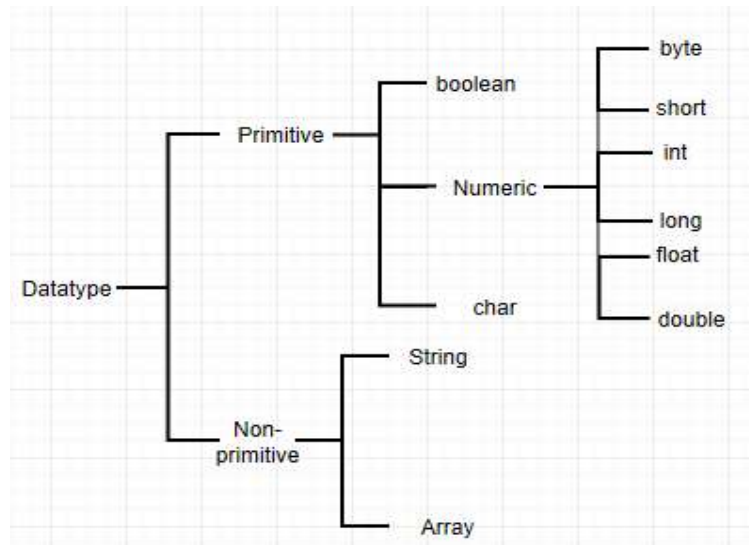 byte
boolean
short
Primitive
int
Numeric
long
float
Datatype
char
double
String
Non-
primitive
Array